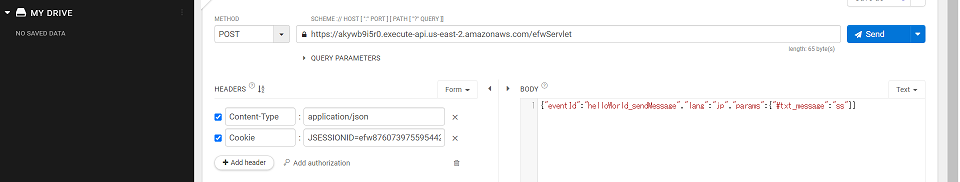 MY DRIVE
NO SAVED DATA
METHOD
SCHEME :// HOST [ ":" PORT ] [ PATH [ "?" QUERY ]]
POST
https://akywb9i5r0.execute-api.us-east-2.amazonaws.com/efwServlet
Send
length: 65 byte(s)
QUERY PARAMETERS
HEADERS
Form
BODY
Text
Content-Type : application/json
Cookie : JSESSIONID=efw87607397559544
+ Add header
Add authorization
1 {"eventId":"helloWorld_sendMessage","lang":"jp","params":{"#txt_message":"ss"}}